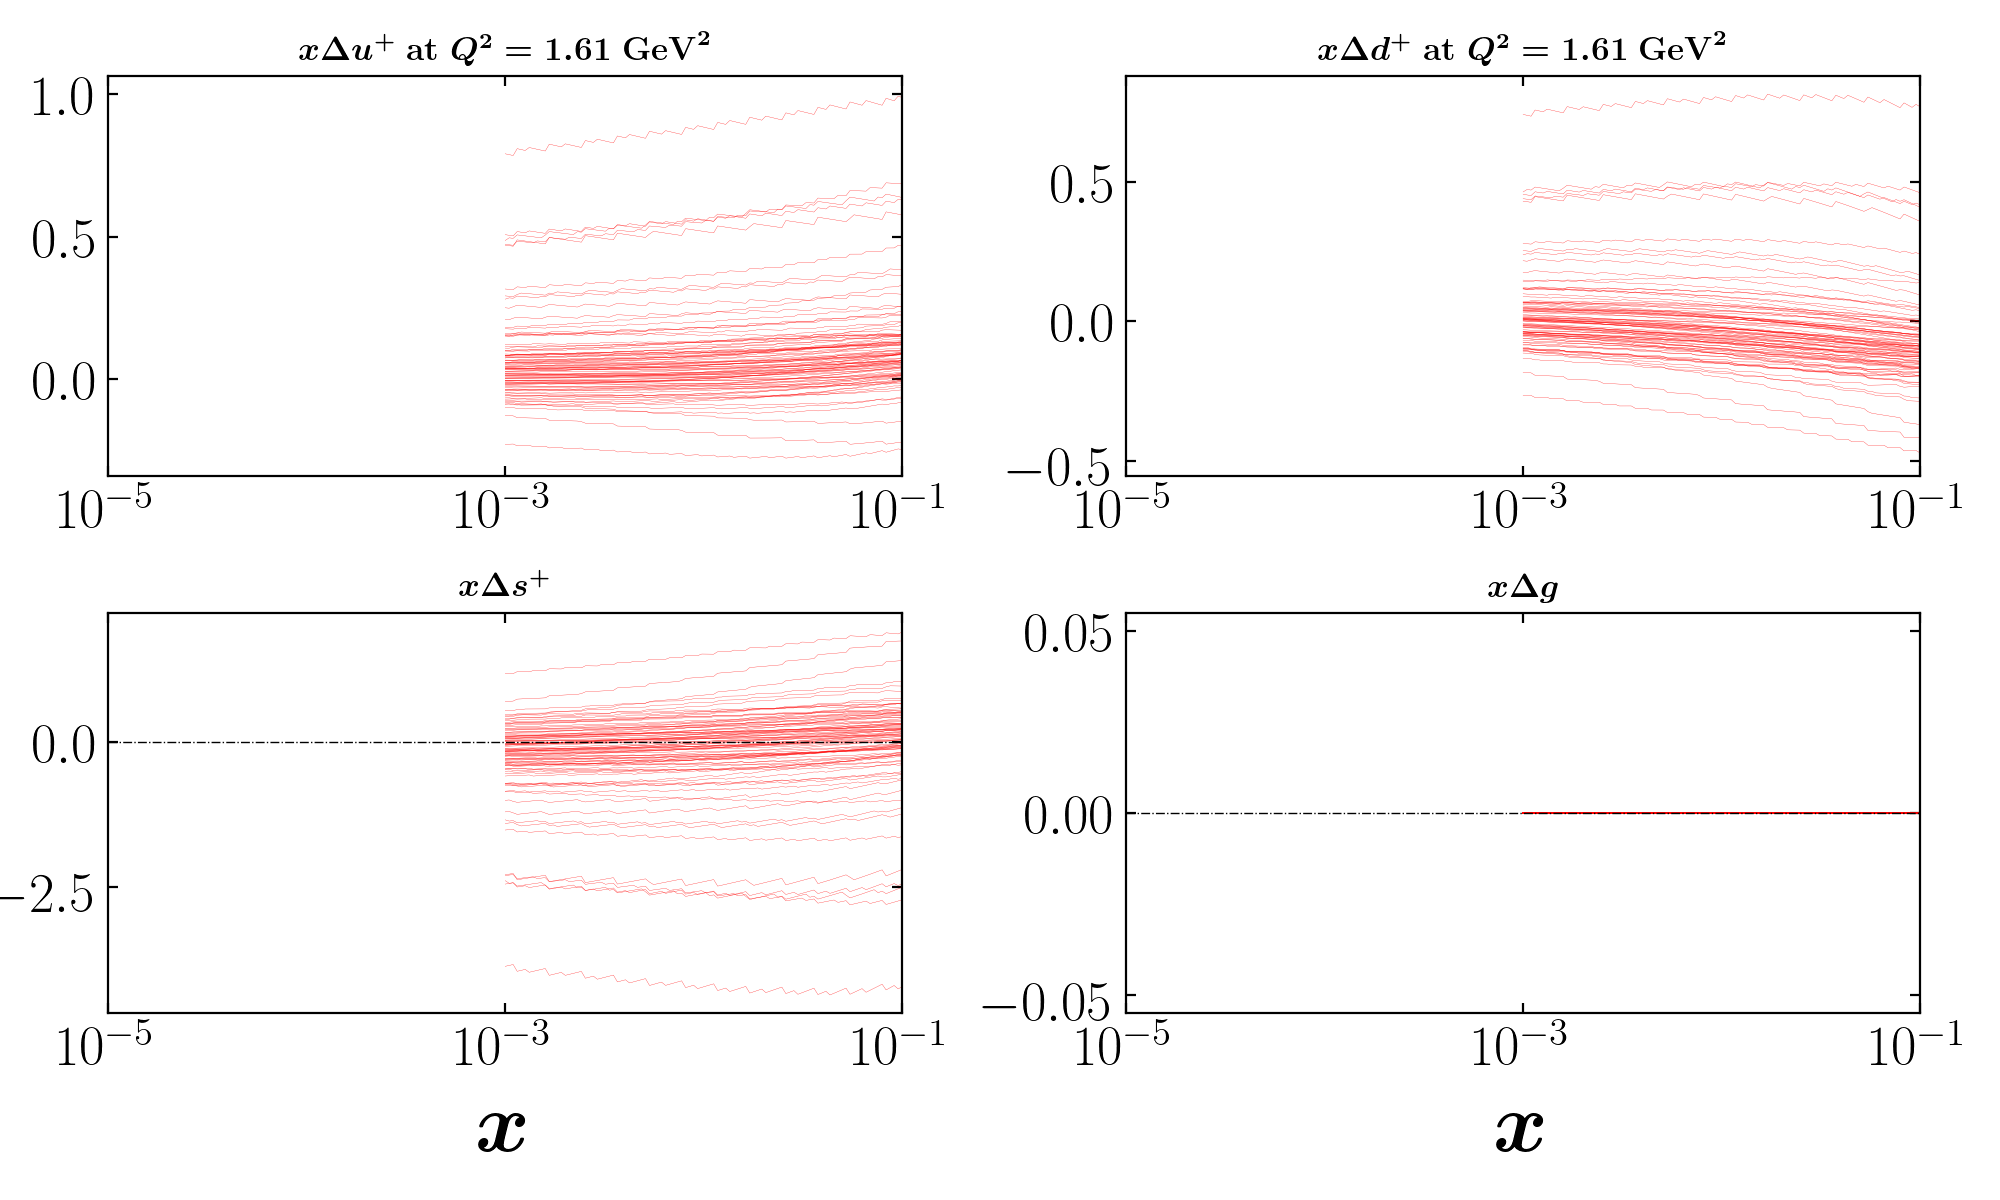 xΔu⁺ at Q² = 1.61 GeV²
xΔd⁺ at Q² = 1.61 GeV²
1.0
0.5
0.0
10⁻⁵ 10⁻³ 10⁻¹
0.5
0.0
−0.5
10⁻⁵ 10⁻³ 10⁻¹
xΔs⁺
xΔg
0.0
−2.5
10⁻⁵ 10⁻³ 10⁻¹
x
0.05
0.00
−0.05
10⁻⁵ 10⁻³ 10⁻¹
x